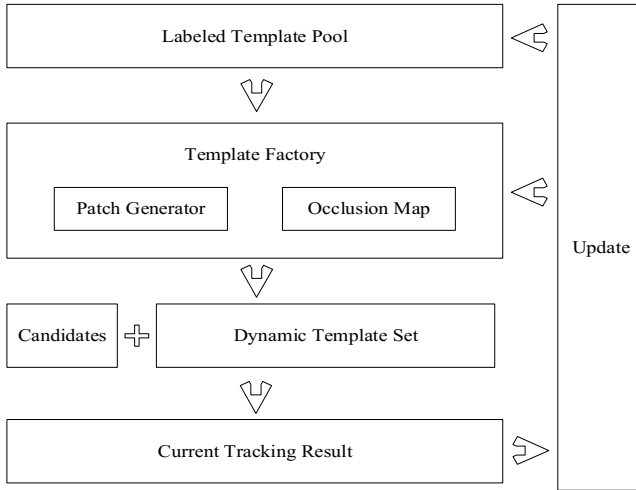 Labeled Template Pool
Template Factory
Patch Generator
Occlusion Map
Update
Candidates
Dynamic Template Set
Current Tracking Result